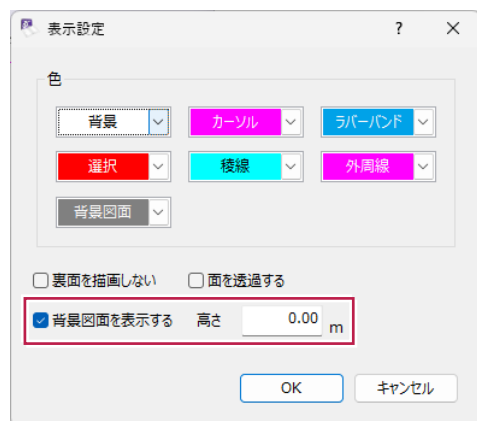 表示設定 ?
色
背景 カーソル ラバーバンド
選択 稜線 外周線
背景図面
裏面を描画しない 面を透過する
背景図面を表示する 高さ 0.00 m
OK キャンセル